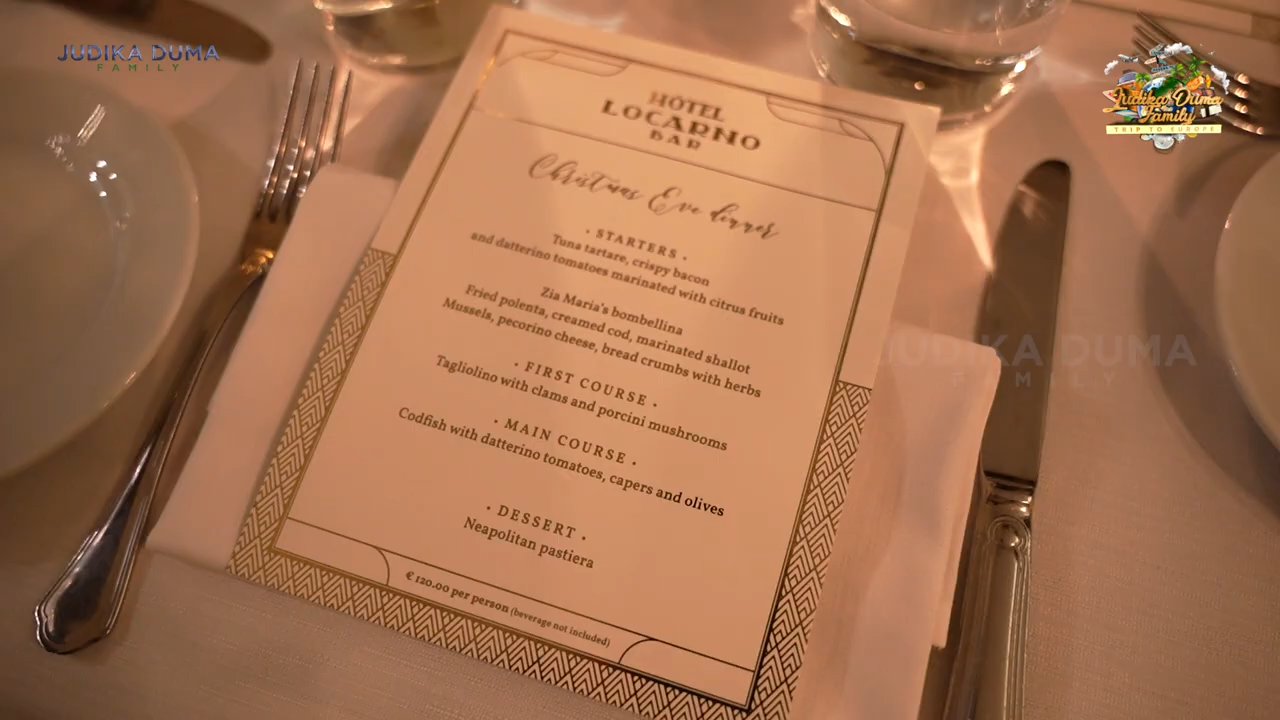 JUDIKA DUMA
FAMILY
Judika Duma
Family
TRIP TO EUROPE
HOTEL
LOCARNO
BAR
Christmas Eve dinner
• STARTERS •
Tuna tartare, crispy bacon
and datterino tomatoes marinated with citrus fruits
Zia Maria's bombellina
Fried polenta, creamed cod, marinated shallot
Mussels, pecorino cheese, bread crumbs with herbs
• FIRST COURSE •
Tagliolino with clams and porcini mushrooms
• MAIN COURSE •
Codfish with datterino tomatoes, capers and olives
• DESSERT •
Neapolitan pastiera
€ 120.00 per person (beverage not included)
JUDIKA DUMA
FAMILY